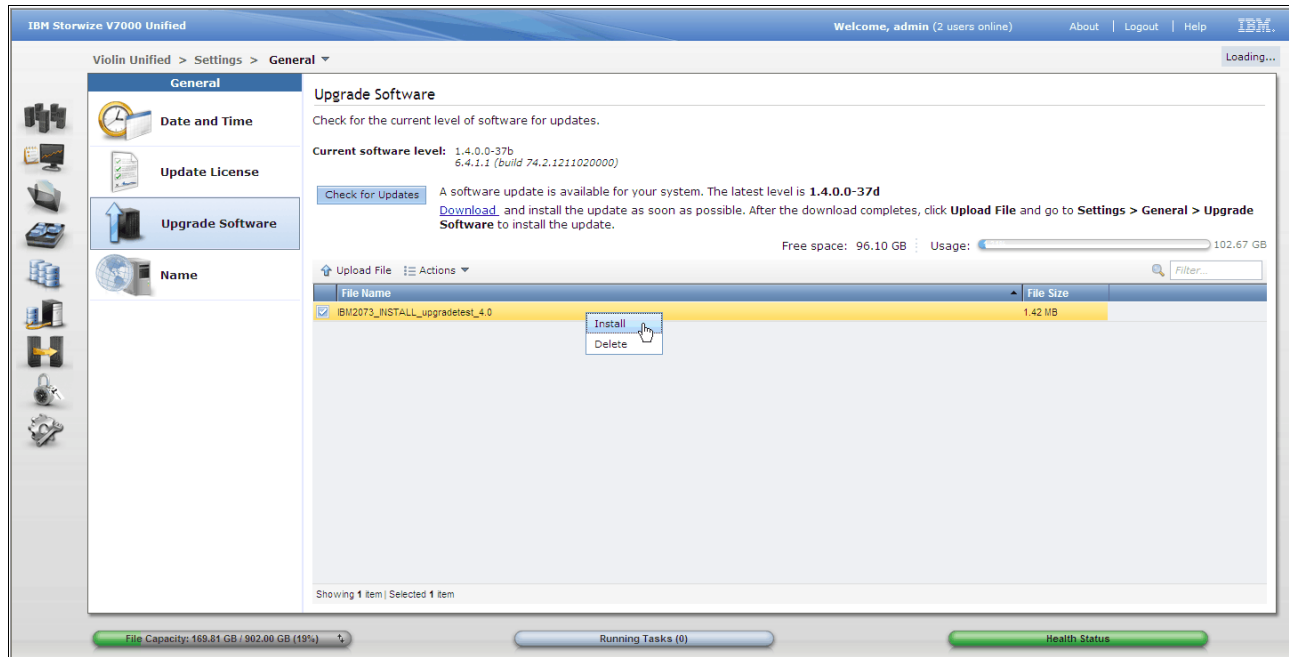 IBM Storwize V7000 Unified
Welcome, admin (2 users online)
About | Logout | Help
IBM.
Violin Unified > Settings > General
Loading...
General
Date and Time
Update License
Upgrade Software
Name
Upgrade Software
Check for the current level of software for updates.
Current software level: 1.4.0.0-37b
6.4.1.1 (build 74.2.1211020000)
Check for Updates
A software update is available for your system. The latest level is 1.4.0.0-37d
Download and install the update as soon as possible. After the download completes, click Upload File and go to Settings > General > Upgrade
Software to install the update.
Free space: 96.10 GB
Usage:
102.67 GB
Upload File
Actions
Filter...
File Name
File Size
IBM2073_INSTALL_upgradetest_4.0
1.42 MB
Install
Delete
Showing 1 item | Selected 1 item
File Capacity: 169.81 GB / 902.00 GB (19%)
Running Tasks (0)
Health Status